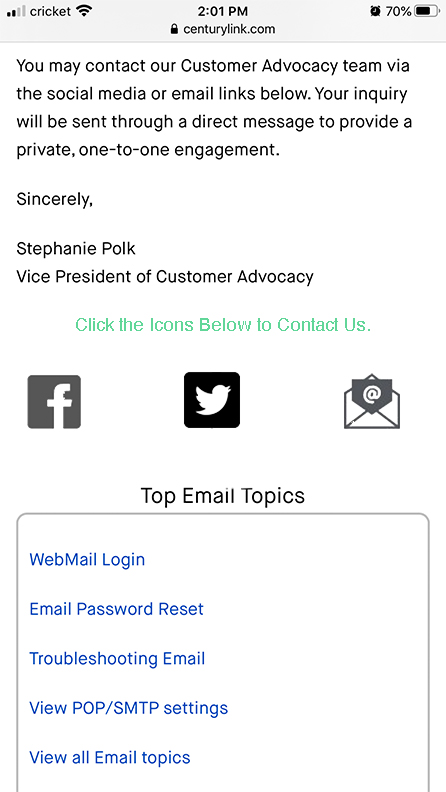 cricket 2:01 PM 70%
centurylink.com
You may contact our Customer Advocacy team via
the social media or email links below. Your inquiry
will be sent through a direct message to provide a
private, one-to-one engagement.
Sincerely,
Stephanie Polk
Vice President of Customer Advocacy
Click the Icons Below to Contact Us.
f
@
Top Email Topics
WebMail Login
Email Password Reset
Troubleshooting Email
View POP/SMTP settings
View all Email topics